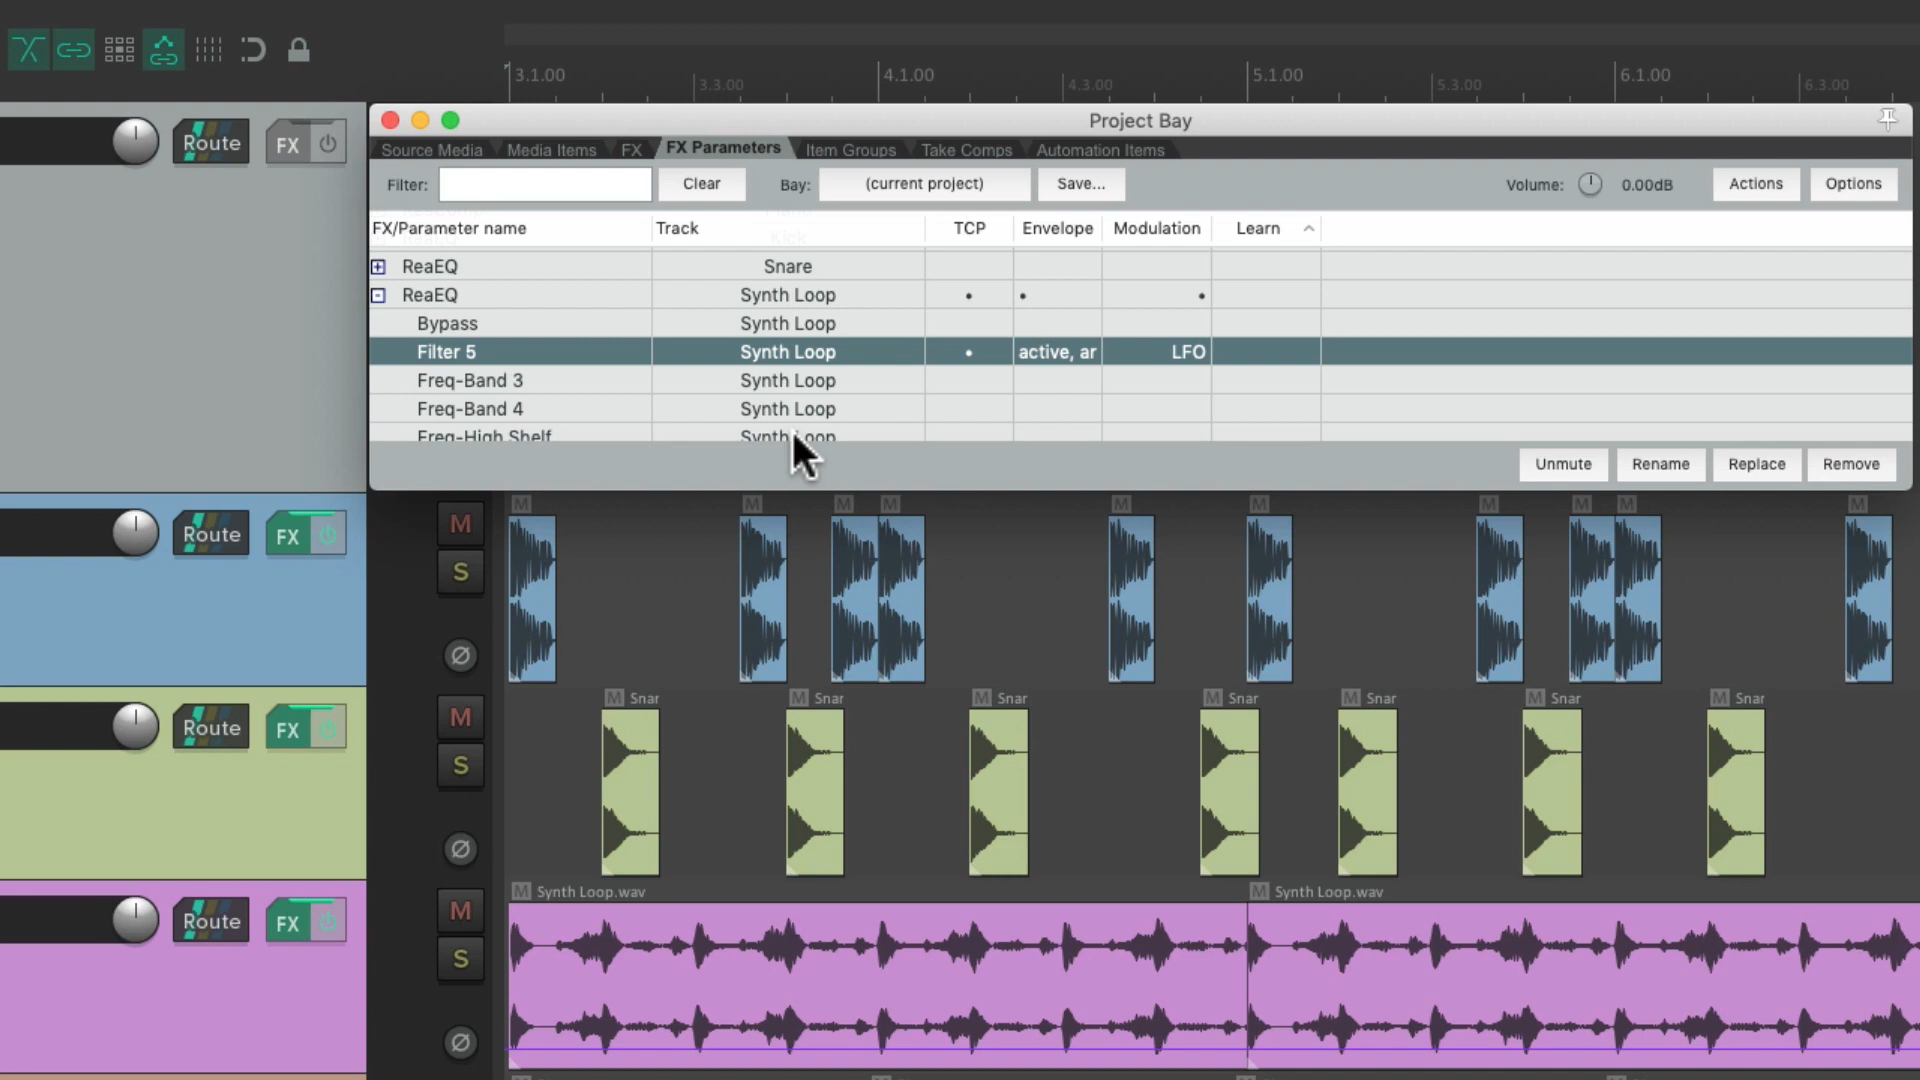 3.1.00 3.3.00 4.1.00 4.3.00 5.1.00 5.3.00 6.1.00 6.3.00
Project Bay
Source Media Media Items FX FX Parameters Item Groups Take Comps Automation Items
Filter: Clear Bay: (current project) Save... Volume: 0.00dB Actions Options
FX/Parameter name Track TCP Envelope Modulation Learn
ReaEQ Snare
ReaEQ Synth Loop • • •
Bypass Synth Loop
Filter 5 Synth Loop • active, ar LFO
Freq-Band 3 Synth Loop
Freq-Band 4 Synth Loop
Freq-High Shelf Synth Loop
Unmute Rename Replace Remove
Route FX
Route FX
M
S
Ø
M M M M M M M M M M
Route FX
M
S
Ø
M Snar M Snar M Snar M Snar M Snar M Snar M Snar
Route FX
M
S
Ø
M Synth Loop.wav M Synth Loop.wav